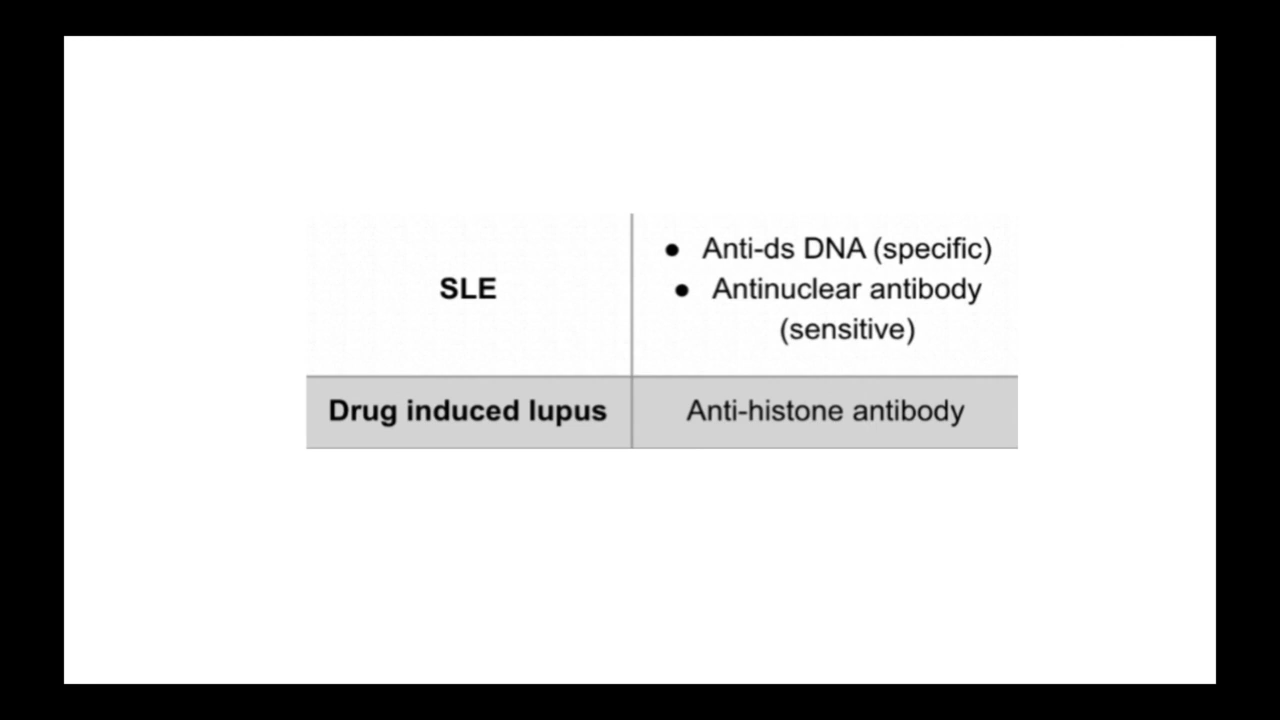 SLE
● Anti-ds DNA (specific)
● Antinuclear antibody
(sensitive)
Drug induced lupus
Anti-histone antibody